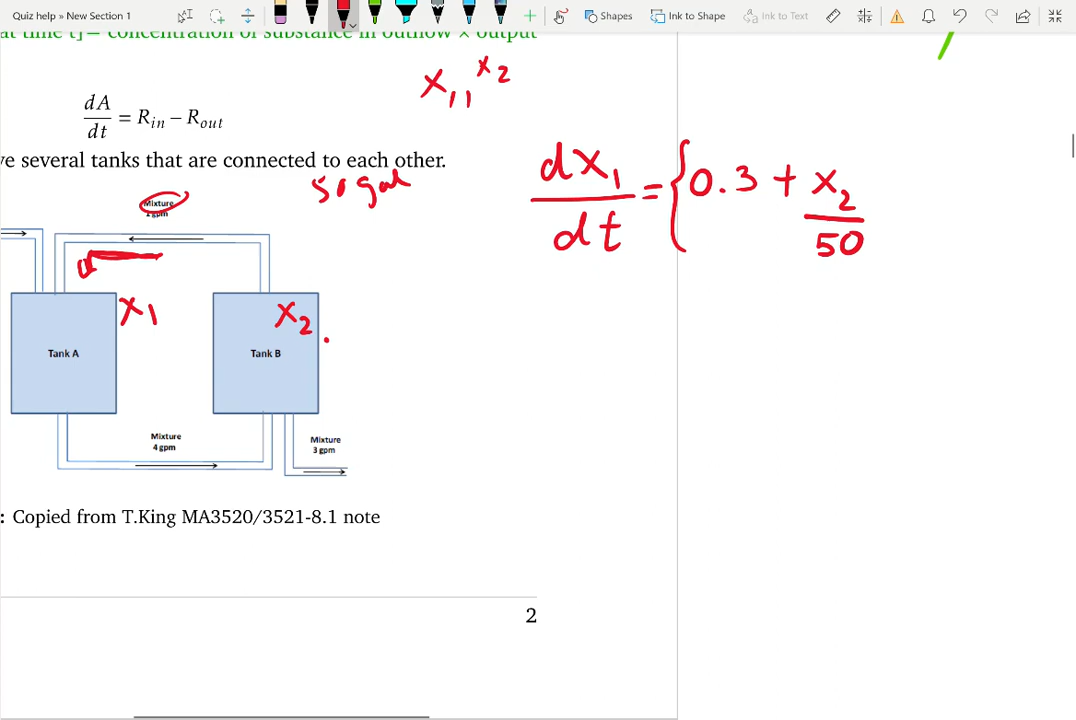 Quiz help » New Section 1
Shapes Ink to Shape Ink to Text
at time t]= concentration of substance in outflow × output
x₁, x₂
dA/dt = R_in − R_out
ve several tanks that are connected to each other.
50 gal
Mixture
1 gpm
dx₁/dt = {0.3 + x₂/50
x₁
x₂
Tank A
Tank B
Mixture
4 gpm
Mixture
3 gpm
: Copied from T.King MA3520/3521-8.1 note
2